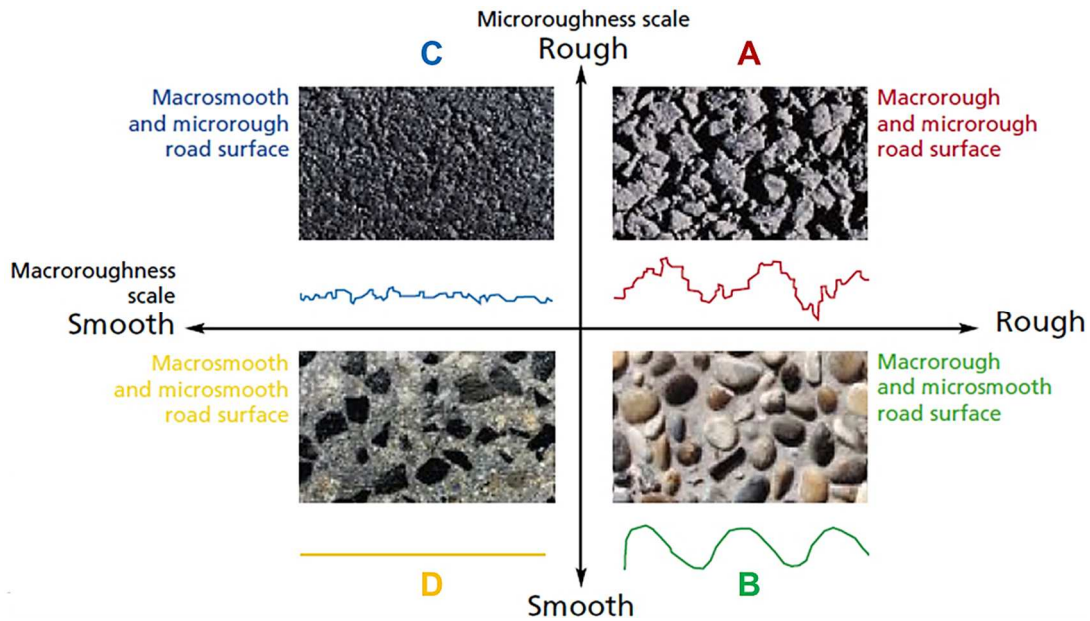 Microroughness scale
Rough
C
A
Macrosmooth
and microrough
road surface
Macrorough
and microrough
road surface
Macroroughness
scale
Smooth
Rough
Macrosmooth
and microsmooth
road surface
Macrorough
and microsmooth
road surface
D
B
Smooth